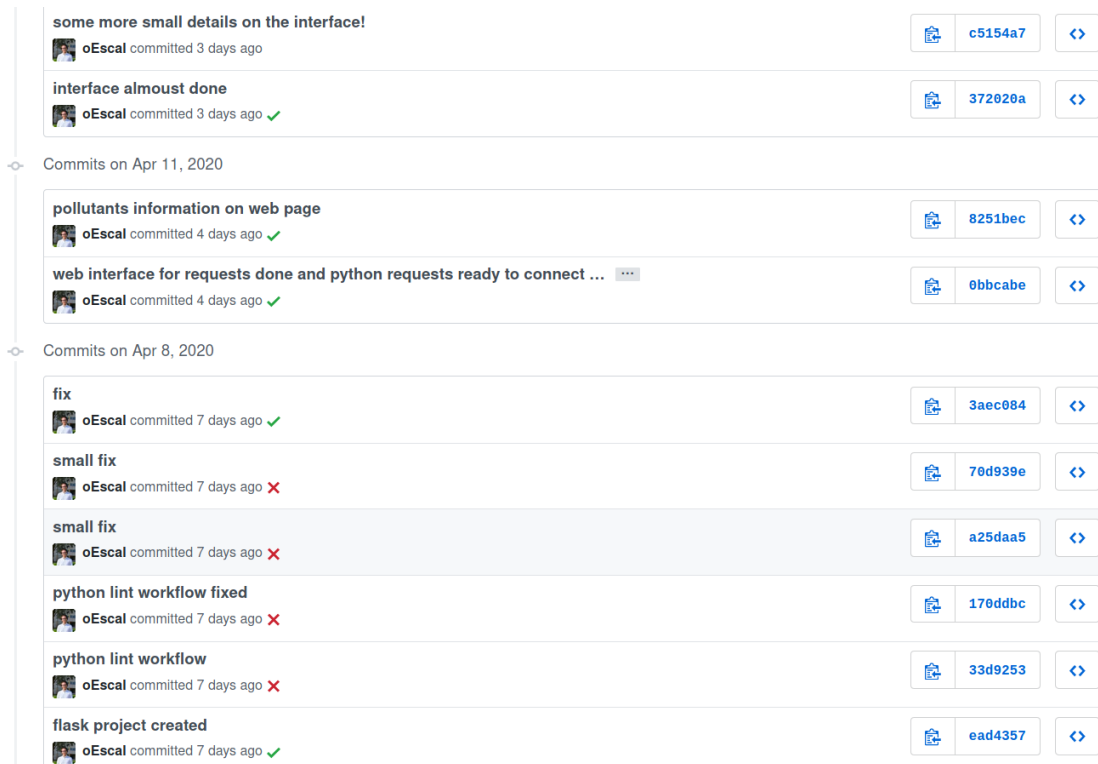 some more small details on the interface!
oEscal committed 3 days ago
c5154a7
interface almoust done
oEscal committed 3 days ago
372020a
Commits on Apr 11, 2020
pollutants information on web page
oEscal committed 4 days ago
8251bec
web interface for requests done and python requests ready to connect … ...
oEscal committed 4 days ago
0bbcabe
Commits on Apr 8, 2020
fix
oEscal committed 7 days ago
3aec084
small fix
oEscal committed 7 days ago
70d939e
small fix
oEscal committed 7 days ago
a25daa5
python lint workflow fixed
oEscal committed 7 days ago
170ddbc
python lint workflow
oEscal committed 7 days ago
33d9253
flask project created
oEscal committed 7 days ago
ead4357